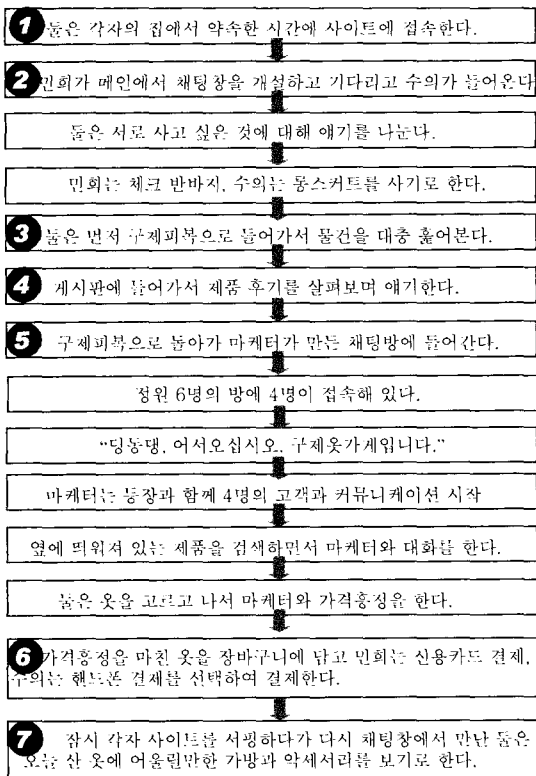 1 둘은 각자의 집에서 약속한 시간에 사이트에 접속한다.
2 민희가 메인에서 채팅창을 개설하고 기다리고 수의가 들어온다
둘은 서로 사고 싶은 것에 대해 얘기를 나눈다.
민희는 체크 반바지, 수의는 롱스커트를 사기로 한다.
3 둘은 먼저 구제피복으로 들어가서 물건을 대충 훑어본다.
4 게시판에 들어가서 제품 후기를 살펴보며 얘기한다.
5 구제피복으로 돌아가 마케터가 만든 채팅방에 들어간다.
정원 6명의 방에 4명이 접속해 있다.
“딩동댕, 어서오십시오. 구제옷가게입니다.”
마케터는 등장과 함께 4명의 고객과 커뮤니케이션 시작
옆에 띄워져 있는 제품을 검색하면서 마케터와 대화를 한다.
둘은 옷을 고르고 나서 마케터와 가격흥정을 한다.
6 가격흥정을 마친 옷을 장바구니에 담고 민희는 신용카드 결제,
수의는 핸드폰 결제를 선택하여 결제한다.
7 잠시 각자 사이트를 서핑하다가 다시 채팅창에서 만난 둘은
오늘 산 옷에 어울릴만한 가방과 악세서리를 보기로 한다.